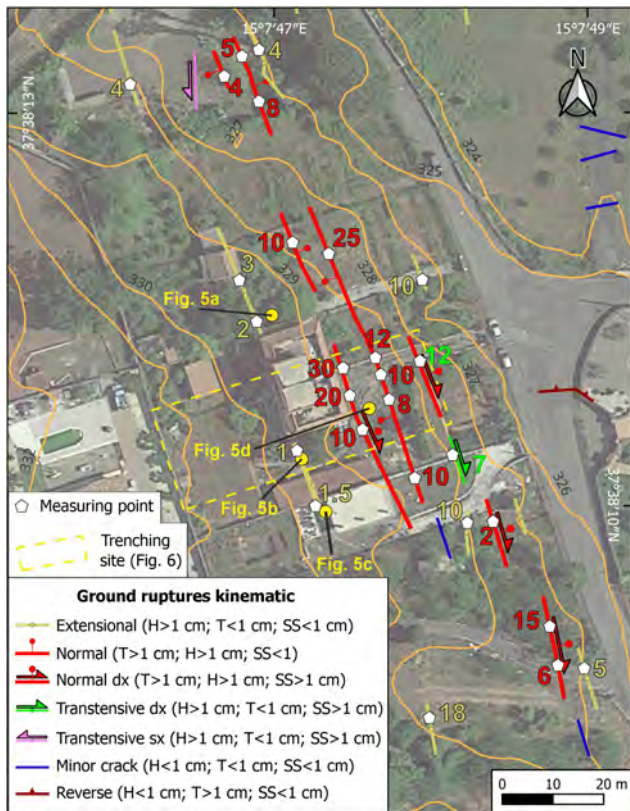 15°7'47"E
15°7'49"E
37°38'13"N
5
4
4
4
8
327
324
325
10
25
329
328
330
3
10
Fig. 5a
2
12
12
30
10
20
8
10
Fig. 5d
331
1
7
Fig. 5b
10
326
37°38'10"N
1.5
10
2
Fig. 5c
Measuring point
Trenching
site (Fig. 6)
15
6
5
18
Ground ruptures kinematic
Extensional (H>1 cm; T<1 cm; SS<1 cm)
Normal (T>1 cm; H>1 cm; SS<1)
Normal dx (T>1 cm; H>1 cm; SS>1 cm)
Transtensive dx (H>1 cm; T<1 cm; SS>1 cm)
Transtensive sx (H>1 cm; T<1 cm; SS>1 cm)
Minor crack (H<1 cm; T<1 cm; SS<1 cm)
Reverse (H<1 cm; T>1 cm; SS<1 cm)
N
0
10
20 m